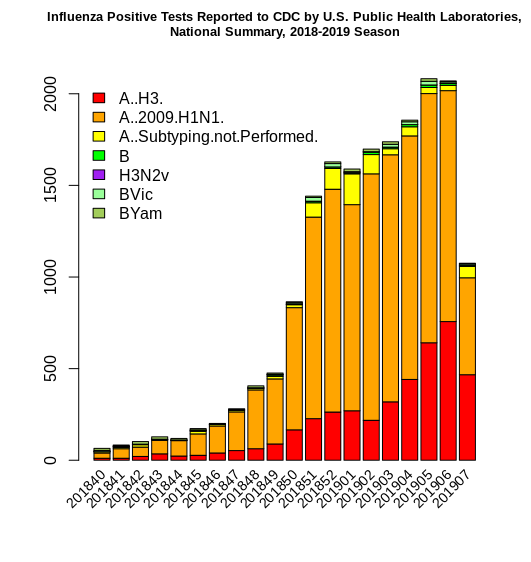 Influenza Positive Tests Reported to CDC by U.S. Public Health Laboratories,
National Summary, 2018-2019 Season
A..H3.
A..2009.H1N1.
A..Subtyping.not.Performed.
B
H3N2v
BVic
BYam
2000
1500
1000
500
0
201840
201841
201842
201843
201844
201845
201846
201847
201848
201849
201850
201851
201852
201901
201902
201903
201904
201905
201906
201907